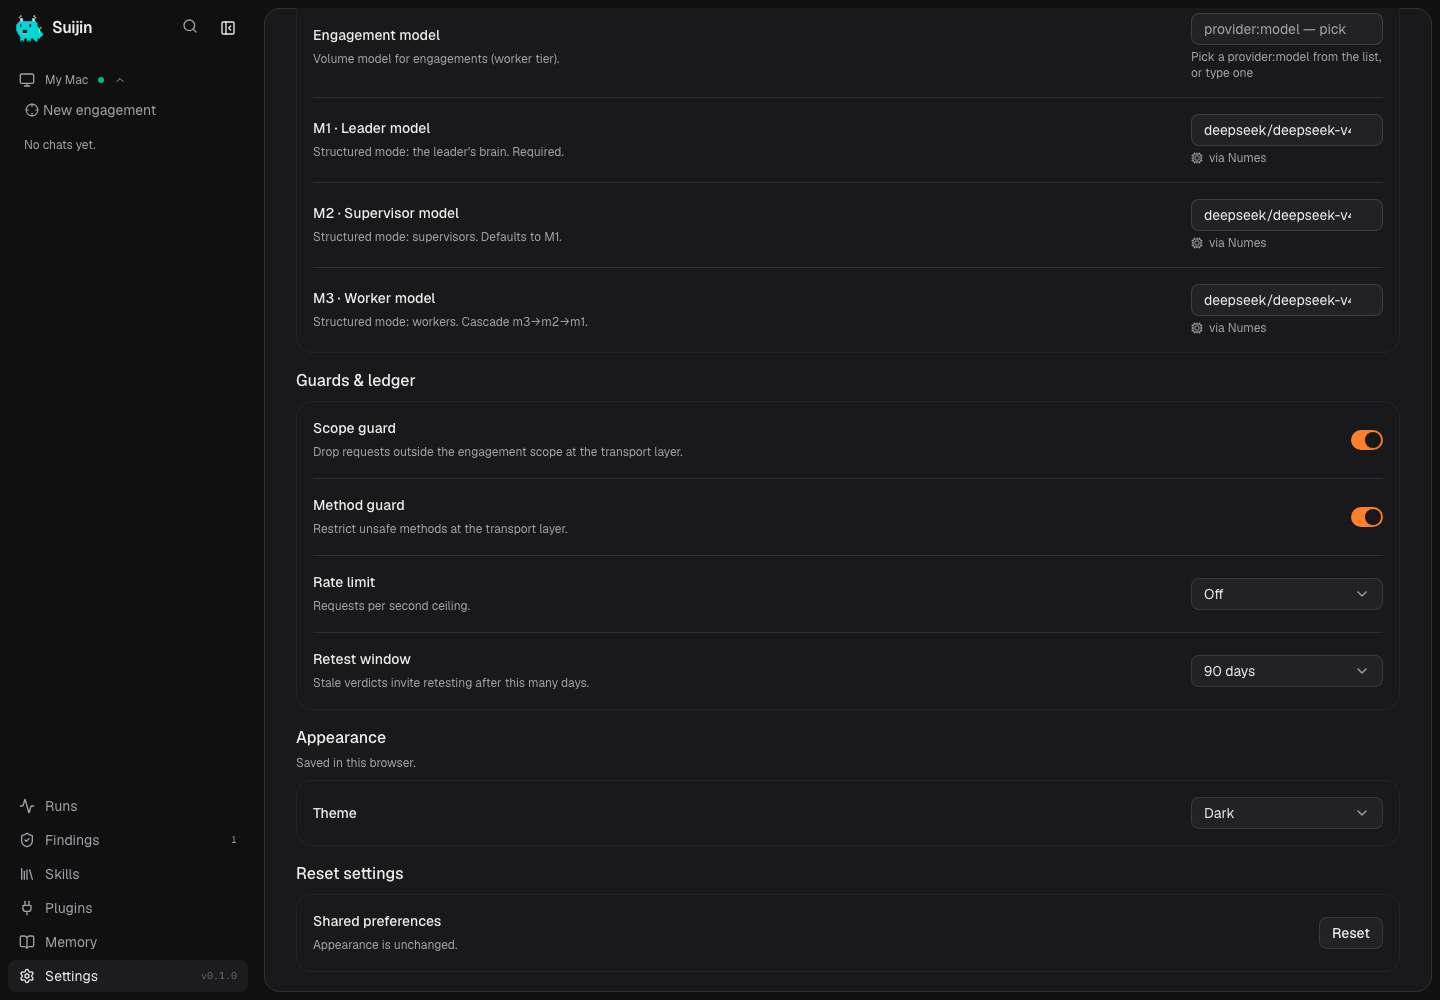 Suijin
My Mac
New engagement
No chats yet.
Runs
Findings
1
Skills
Plugins
Memory
Settings
v0.1.0
Engagement model
Volume model for engagements (worker tier).
provider:model — pick
Pick a provider:model from the list,
or type one
M1 · Leader model
Structured mode: the leader's brain. Required.
deepseek/deepseek-v4
via Numes
M2 · Supervisor model
Structured mode: supervisors. Defaults to M1.
deepseek/deepseek-v4
via Numes
M3 · Worker model
Structured mode: workers. Cascade m3→m2→m1.
deepseek/deepseek-v4
via Numes
Guards & ledger
Scope guard
Drop requests outside the engagement scope at the transport layer.
Method guard
Restrict unsafe methods at the transport layer.
Rate limit
Requests per second ceiling.
Off
Retest window
Stale verdicts invite retesting after this many days.
90 days
Appearance
Saved in this browser.
Theme
Dark
Reset settings
Shared preferences
Appearance is unchanged.
Reset